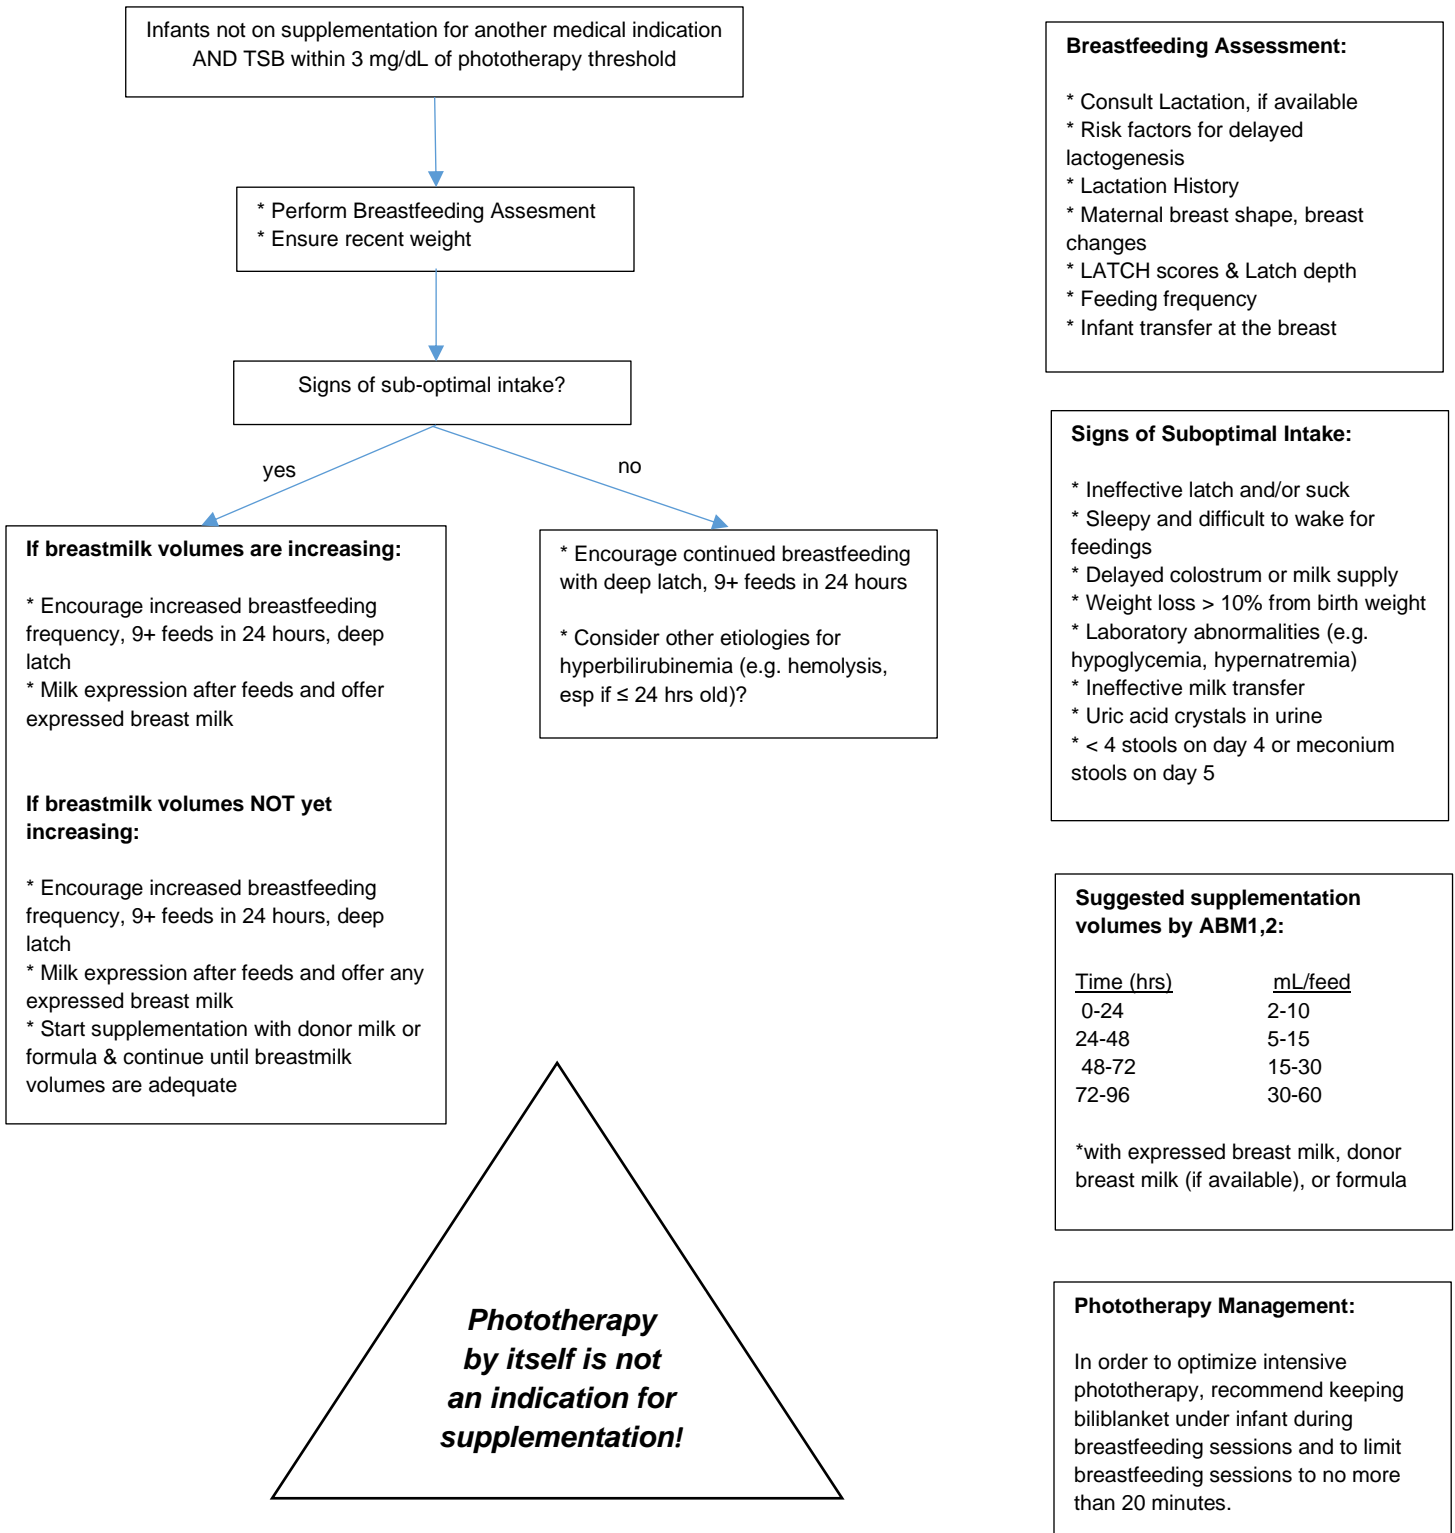 Infants not on supplementation for another medical indication
AND TSB within 3 mg/dL of phototherapy threshold
* Perform Breastfeeding Assesment
* Ensure recent weight
Signs of sub-optimal intake?
yes
no
If breastmilk volumes are increasing:
* Encourage increased breastfeeding
frequency, 9+ feeds in 24 hours, deep
latch
* Milk expression after feeds and offer
expressed breast milk
If breastmilk volumes NOT yet
increasing:
* Encourage increased breastfeeding
frequency, 9+ feeds in 24 hours, deep
latch
* Milk expression after feeds and offer any
expressed breast milk
* Start supplementation with donor milk or
formula & continue until breastmilk
volumes are adequate
* Encourage continued breastfeeding
with deep latch, 9+ feeds in 24 hours
* Consider other etiologies for
hyperbilirubinemia (e.g. hemolysis,
esp if ≤ 24 hrs old)?
Phototherapy
by itself is not
an indication for
supplementation!
Breastfeeding Assessment:
* Consult Lactation, if available
* Risk factors for delayed
lactogenesis
* Lactation History
* Maternal breast shape, breast
changes
* LATCH scores & Latch depth
* Feeding frequency
* Infant transfer at the breast
Signs of Suboptimal Intake:
* Ineffective latch and/or suck
* Sleepy and difficult to wake for
feedings
* Delayed colostrum or milk supply
* Weight loss > 10% from birth weight
* Laboratory abnormalities (e.g.
hypoglycemia, hypernatremia)
* Ineffective milk transfer
* Uric acid crystals in urine
* < 4 stools on day 4 or meconium
stools on day 5
Suggested supplementation
volumes by ABM1,2:
Time (hrs) mL/feed
0-24 2-10
24-48 5-15
48-72 15-30
72-96 30-60
*with expressed breast milk, donor
breast milk (if available), or formula
Phototherapy Management:
In order to optimize intensive
phototherapy, recommend keeping
biliblanket under infant during
breastfeeding sessions and to limit
breastfeeding sessions to no more
than 20 minutes.